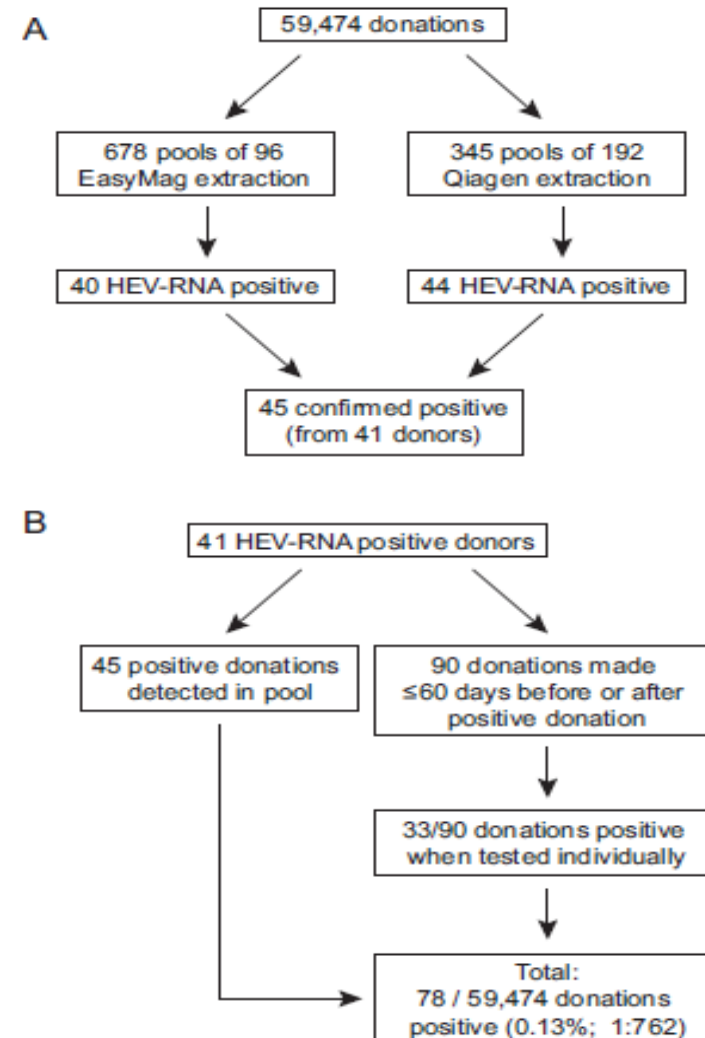 A
59,474 donations
678 pools of 96
EasyMag extraction
345 pools of 192
Qiagen extraction
40 HEV-RNA positive
44 HEV-RNA positive
45 confirmed positive
(from 41 donors)
B
41 HEV-RNA positive donors
45 positive donations
detected in pool
90 donations made
≤60 days before or after
positive donation
33/90 donations positive
when tested individually
Total:
78 / 59,474 donations
positive (0.13%; 1:762)